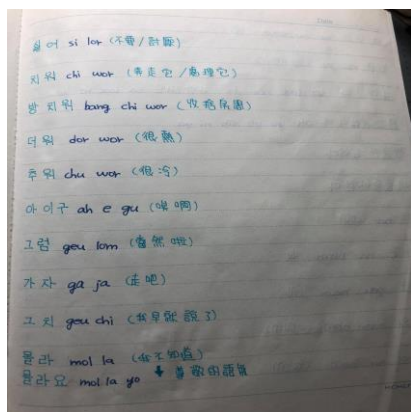 싫어 si lor (不要/討厭)
치워 chi wor (弄走它/處理它)
방 치워 bang chi wor (收拾房間)
더워 dor wor (很熱)
추워 chu wor (很冷)
아이구 ah e gu (唉啊)
그럼 geu lom (當然啦)
가자 ga ja (走吧)
그치 geu chi (我早就說了)
몰라 mol la (我不知道)
몰라요 mol la yo